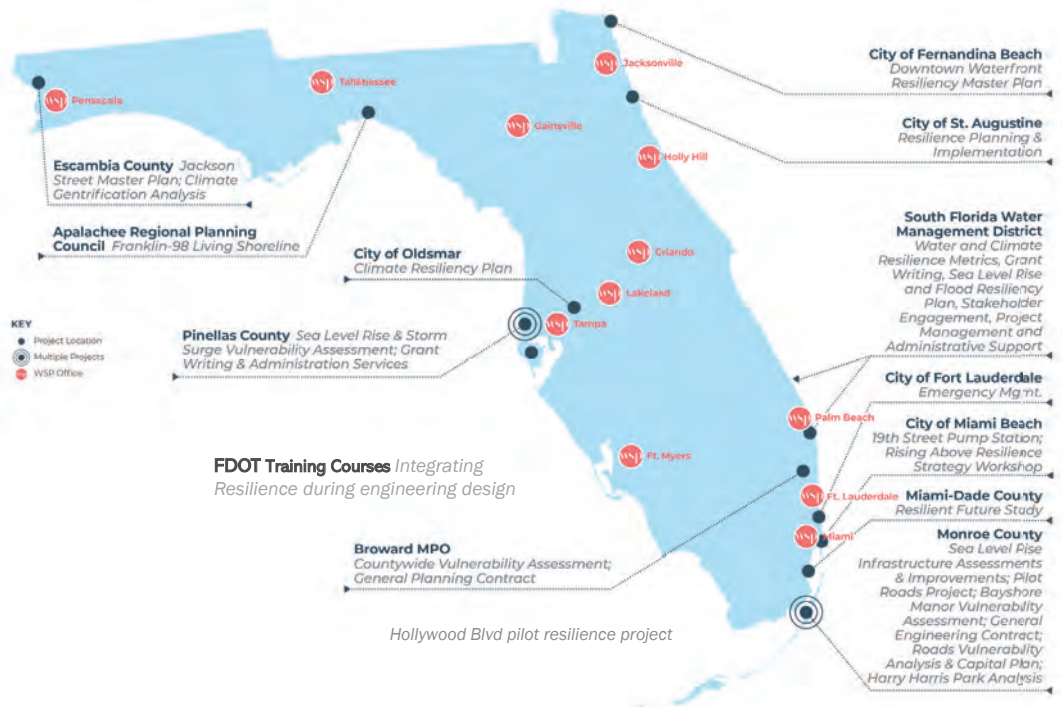 City of Fernandina Beach
Downtown Waterfront
Resiliency Master Plan
wsp Jacksonville
wsp Tallahassee
wsp Pensacola
City of St. Augustine
Resilience Planning &
Implementation
wsp Gainsville
wsp Holly Hill
Escambia County Jackson
Street Master Plan; Climate
Gentrification Analysis
Apalachee Regional Planning
Council Franklin-98 Living Shoreline
South Florida Water
Management District
Water and Climate
Resilience Metrics, Grant
Writing, Sea Level Rise
and Flood Resiliency
Plan, Stakeholder
Engagement, Project
Management and
Administrative Support
City of Oldsmar
Climate Resiliency Plan
wsp Orlando
wsp Lakeland
wsp Tampa
KEY
Project Location
Multiple Projects
wsp WSP Office
Pinellas County Sea Level Rise & Storm
Surge Vulnerability Assessment; Grant
Writing & Administration Services
City of Fort Lauderdale
Emergency Mgmt.
wsp Palm Beach
City of Miami Beach
19th Street Pump Station;
Rising Above Resilience
Strategy Workshop
wsp Ft. Myers
FDOT Training Courses Integrating
Resilience during engineering design
wsp Ft. Lauderdale
Miami-Dade County
Resilient Future Study
wsp Miami
Monroe County
Sea Level Rise
Infrastructure Assessments
& Improvements; Pilot
Roads Project; Bayshore
Manor Vulnerability
Assessment; General
Engineering Contract;
Roads Vulnerability
Analysis & Capital Plan;
Harry Harris Park Analysis
Broward MPO
Countywide Vulnerability Assessment;
General Planning Contract
Hollywood Blvd pilot resilience project